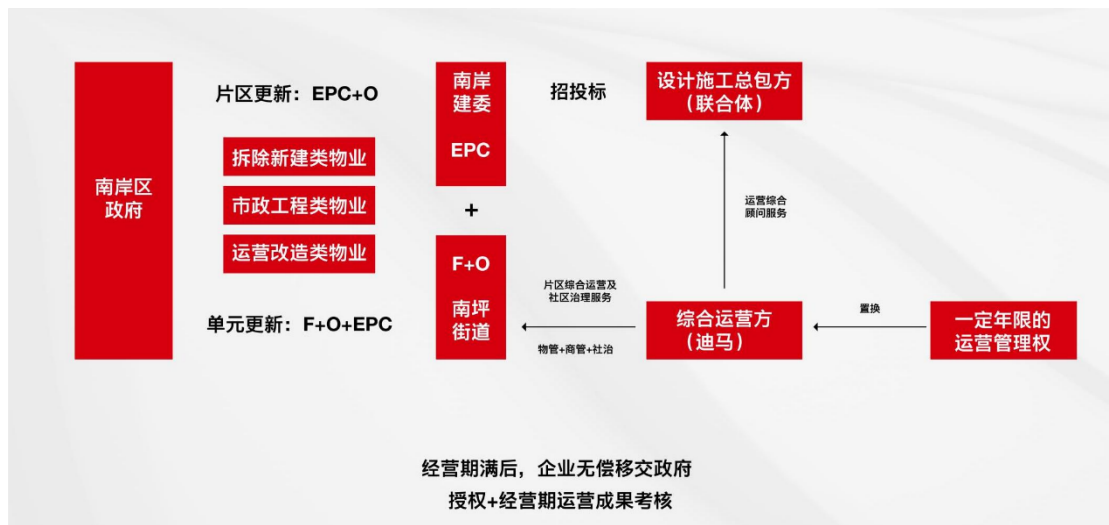 南岸区
政府
片区更新：EPC+O
拆除新建类物业
市政工程类物业
运营改造类物业
单元更新：F+O+EPC
南岸
建委
EPC
+
F+O
南坪
街道
招投标
设计施工总包方
（联合体）
运营综合
顾问服务
片区综合运营及
社区治理服务
物管+商管+社治
综合运营方
（迪马）
置换
一定年限的
运营管理权
经营期满后，企业无偿移交政府
授权+经营期运营成果考核